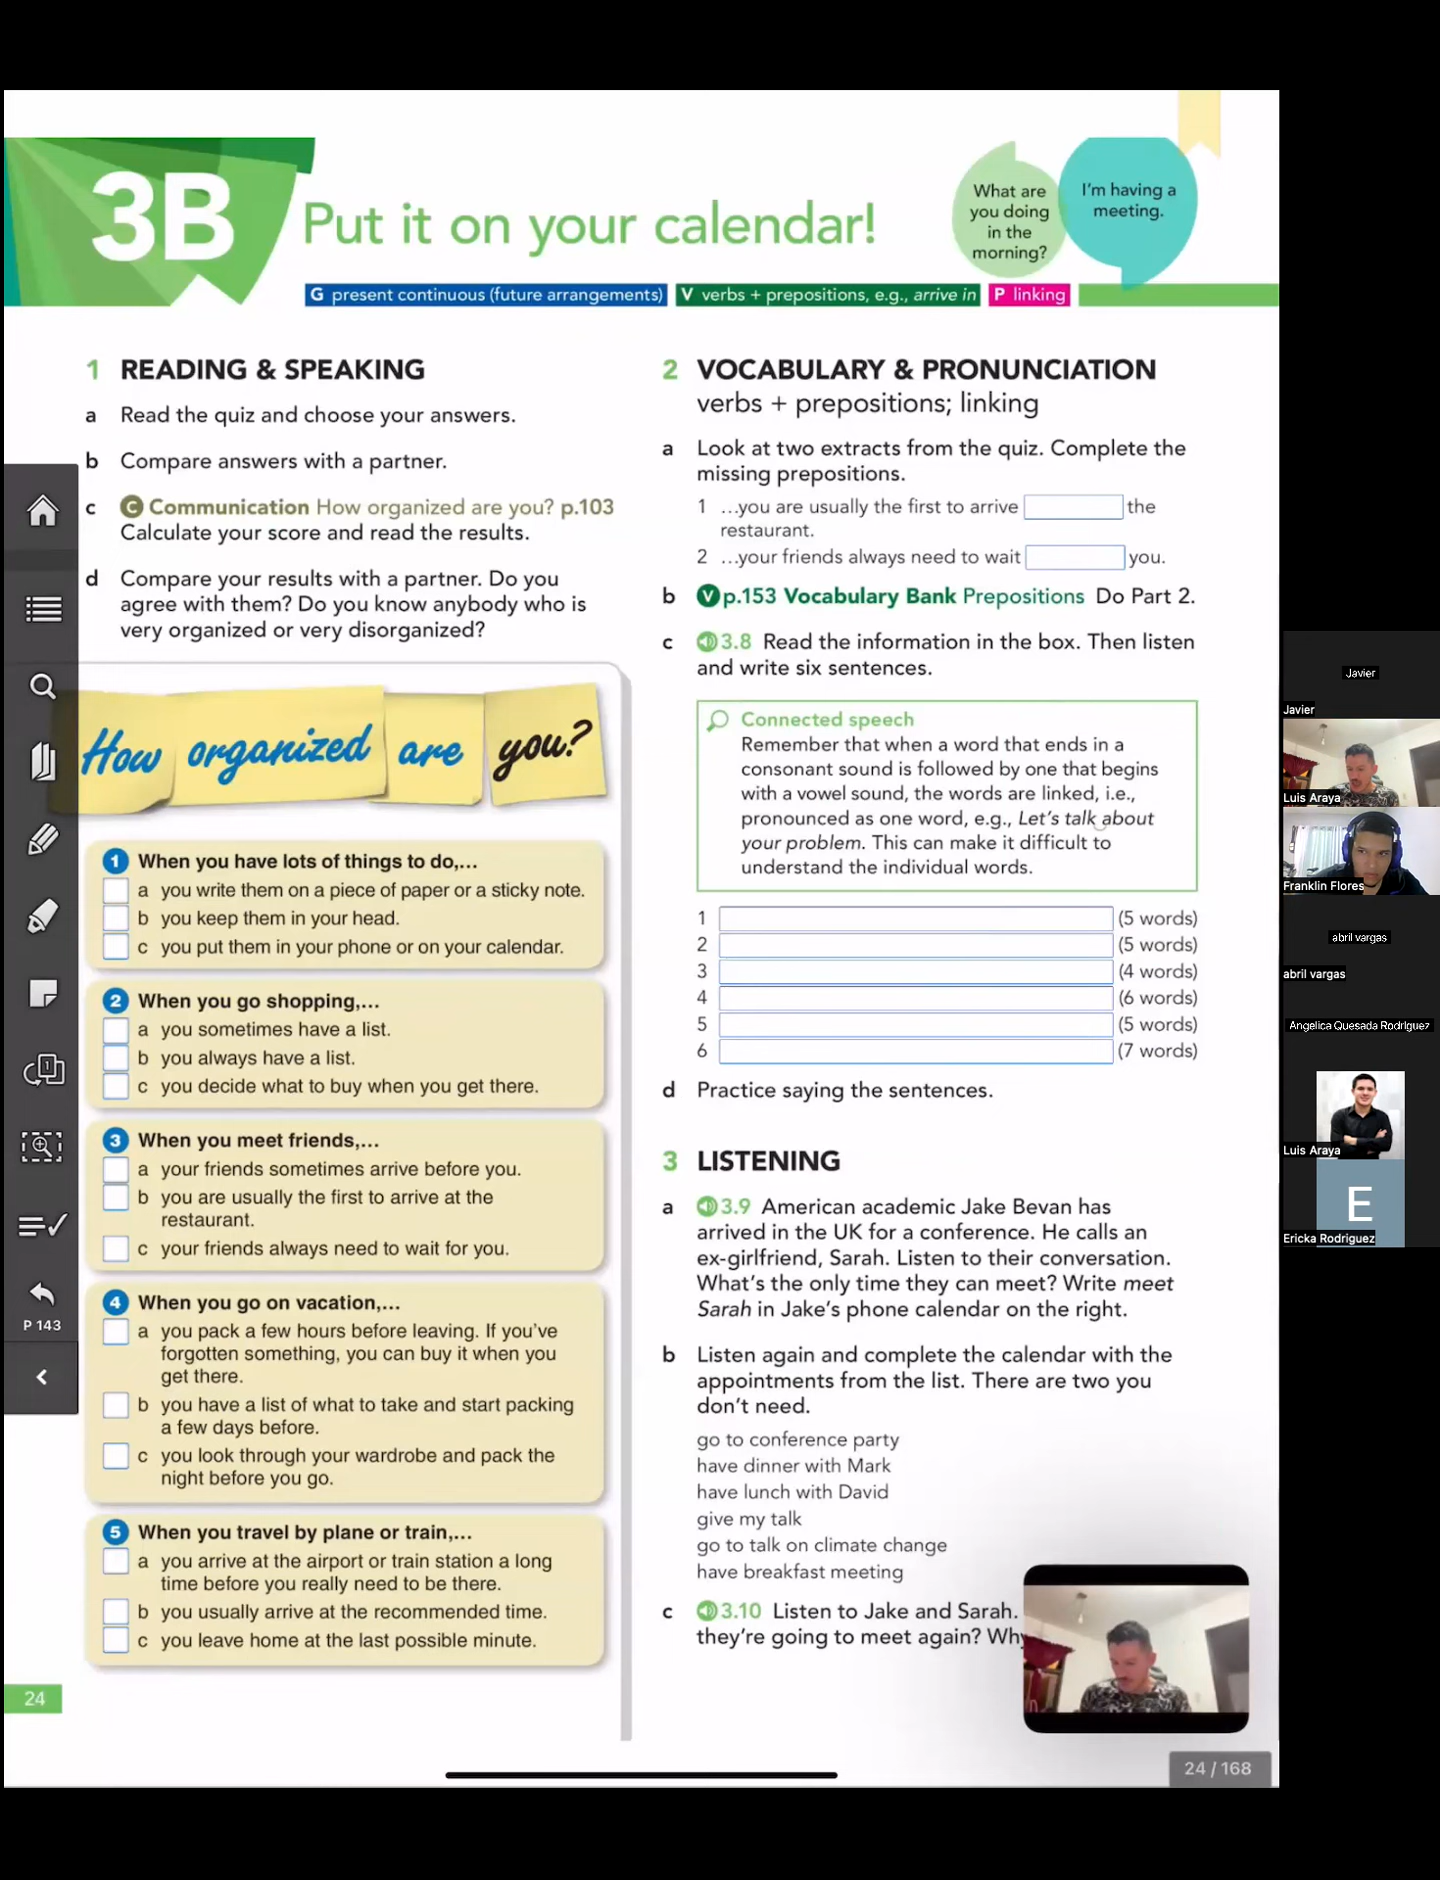 3B
Put it on your calendar!
What are
you doing
in the
morning?
I'm having a
meeting.
G present continuous (future arrangements)
V verbs + prepositions, e.g., arrive in
P linking
1 READING & SPEAKING
a Read the quiz and choose your answers.
b Compare answers with a partner.
c C Communication How organized are you? p.103
Calculate your score and read the results.
d Compare your results with a partner. Do you
agree with them? Do you know anybody who is
very organized or very disorganized?
How organized are you?
1 When you have lots of things to do,...
a you write them on a piece of paper or a sticky note.
b you keep them in your head.
c you put them in your phone or on your calendar.
2 When you go shopping,...
a you sometimes have a list.
b you always have a list.
c you decide what to buy when you get there.
3 When you meet friends,...
a your friends sometimes arrive before you.
b you are usually the first to arrive at the
restaurant.
c your friends always need to wait for you.
4 When you go on vacation,...
a you pack a few hours before leaving. If you've
forgotten something, you can buy it when you
get there.
b you have a list of what to take and start packing
a few days before.
c you look through your wardrobe and pack the
night before you go.
5 When you travel by plane or train,...
a you arrive at the airport or train station a long
time before you really need to be there.
b you usually arrive at the recommended time.
c you leave home at the last possible minute.
24
P 143
2 VOCABULARY & PRONUNCIATION
verbs + prepositions; linking
a Look at two extracts from the quiz. Complete the
missing prepositions.
1 ...you are usually the first to arrive the
restaurant.
2 ...your friends always need to wait you.
b V p.153 Vocabulary Bank Prepositions Do Part 2.
c 3.8 Read the information in the box. Then listen
and write six sentences.
Connected speech
Remember that when a word that ends in a
consonant sound is followed by one that begins
with a vowel sound, the words are linked, i.e.,
pronounced as one word, e.g., Let's talk about
your problem. This can make it difficult to
understand the individual words.
1 (5 words)
2 (5 words)
3 (4 words)
4 (6 words)
5 (5 words)
6 (7 words)
d Practice saying the sentences.
3 LISTENING
a 3.9 American academic Jake Bevan has
arrived in the UK for a conference. He calls an
ex-girlfriend, Sarah. Listen to their conversation.
What's the only time they can meet? Write meet
Sarah in Jake's phone calendar on the right.
b Listen again and complete the calendar with the
appointments from the list. There are two you
don't need.
go to conference party
have dinner with Mark
have lunch with David
give my talk
go to talk on climate change
have breakfast meeting
c 3.10 Listen to Jake and Sarah.
they're going to meet again? Why
24 / 168
Javier
Javier
Luis Araya
Franklin Flores
abril vargas
abril vargas
Angelica Quesada Rodriguez
Luis Araya
E
Ericka Rodriguez